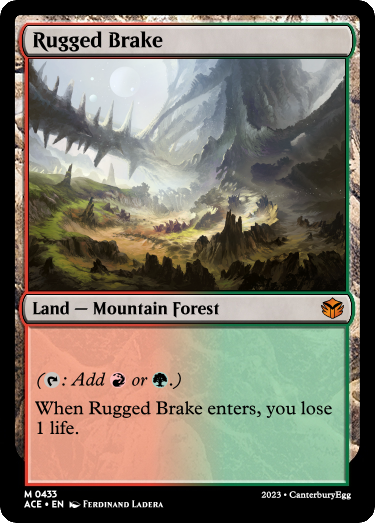 Rugged Brake
Land — Mountain Forest
(: Add or .)
When Rugged Brake enters, you lose
1 life.
M 0433
ACE • EN Ferdinand Ladera
2023 • CanterburyEgg